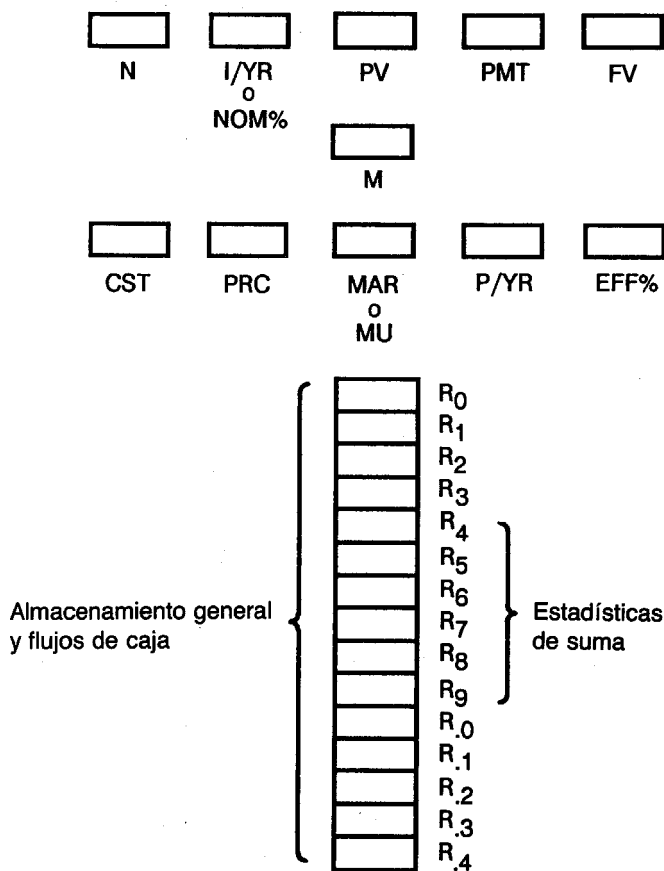 N I/YR PV PMT FV
o
NOM%
M
CST PRC MAR P/YR EFF%
o
MU
R0
R1
R2
R3
R4
R5
R6
Almacenamiento general
y flujos de caja
R7
Estadísticas
de suma
R8
R9
R.0
R.1
R.2
R.3
R.4